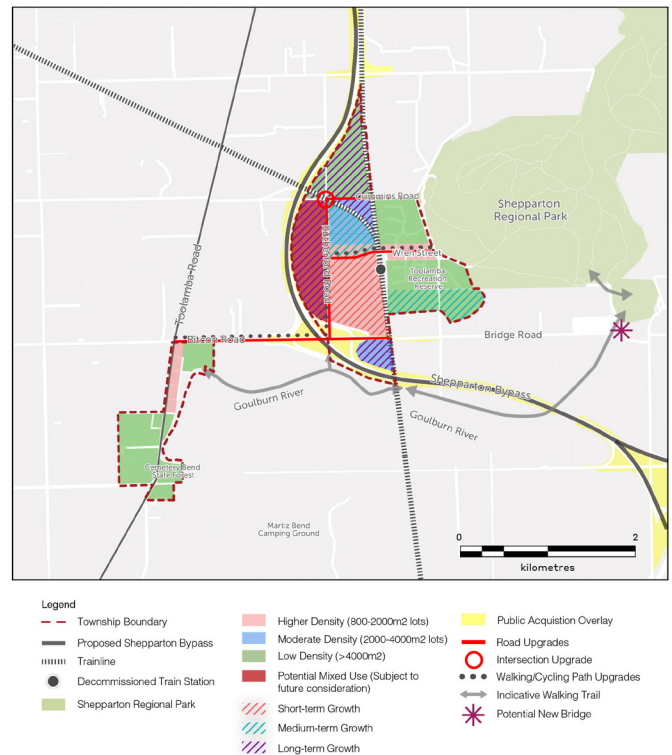 Cummins Road
Shepparton
Regional Park
Wren Street
Toolamba
Recreation
Reserve
Toolamba Road
Bridge Road
Bitcon Road
Shepparton Bypass
Goulburn River
Goulburn River
Cemetery Bend
State Forest
Martiz Bend
Camping Ground
0 2
kilometres
Legend
Township Boundary
Proposed Shepparton Bypass
Trainline
Decommissioned Train Station
Shepparton Regional Park
Higher Density (800-2000m2 lots)
Moderate Density (2000-4000m2 lots)
Low Density (>4000m2)
Potential Mixed Use (Subject to
future consideration)
Short-term Growth
Medium-term Growth
Long-term Growth
Public Acquistion Overlay
Road Upgrades
Intersection Upgrade
Walking/Cycling Path Upgrades
Indicative Walking Trail
Potential New Bridge